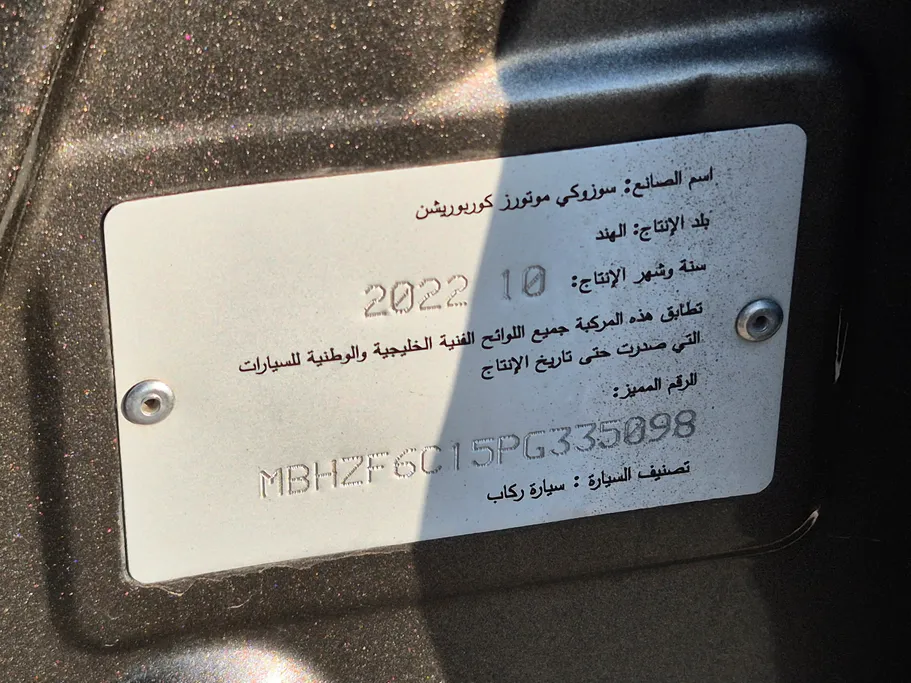 اسم الصانع: سوزوكي موتورز كوربوريشن
بلد الإنتاج: الهند
سنة وشهر الإنتاج: 10 2022
تطابق هذه المركبة جميع اللوائح الفنية الخليجية والوطنية للسيارات
التي صدرت حتى تاريخ الإنتاج
الرقم المميز:
MBHZF6C15PG335098
تصنيف السيارة : سيارة ركاب